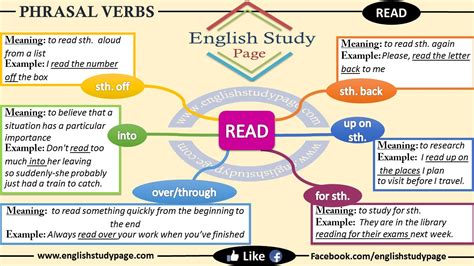 PHRASAL VERBS
READ
English Study
Page
Meaning: to read sth. aloud
from a list
Example: I read the number
off the box
sth. off
Meaning: to read sth. again
Example: Please, read the letter
back to me
sth. back
Meaning: to believe that a
situation has a particular
importance
Example: Don't read too
much into her leaving
so suddenly-she probably
just had a train to catch.
into
www.englishstudypage.com
READ
up on
sth.
Meaning: to research
Example: I read up on
the places I plan
to visit before I travel.
over/through
for sth.
Meaning: to read something quickly from the beginning to the
end
Example: Always read over your work when you've finished
Meaning: to study for sth.
Example: They are in the library
reading for their exams next week.
www.englishstudypage.com
Like
Facebook.com/englishstudypage